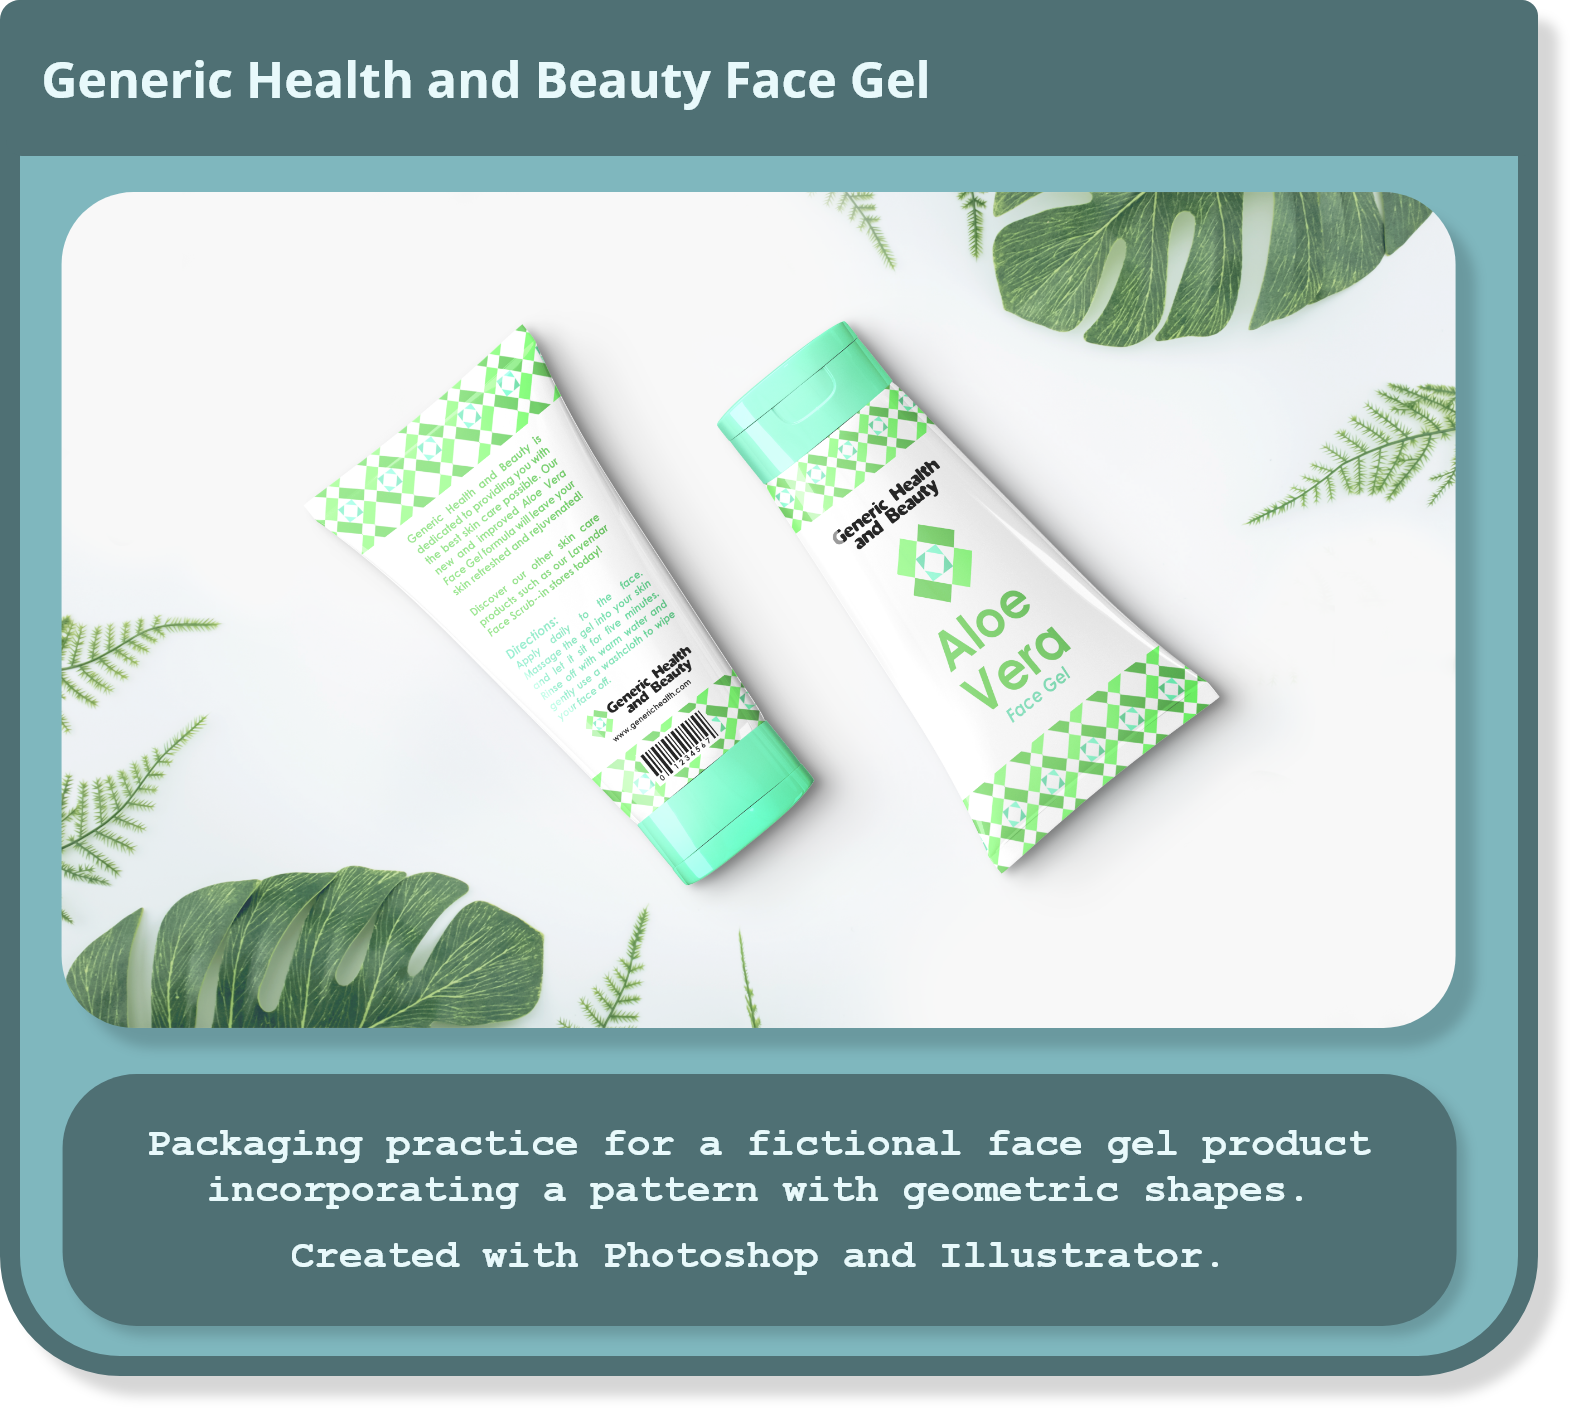 Generic Health and Beauty Face Gel
Generic Health and Beauty is
dedicated to providing you with
the best skin care possible. Our
new and improved Aloe Vera
Face Gel formula will leave your
skin refreshed and rejuvenated!
Discover our other skin care
products such as our Lavendar
Face Scrub--in stores today!
Directions:
Apply daily to the face.
Massage the gel into your skin
and let it sit for five minutes.
Rinse off with warm water and
gently use a washcloth to wipe
your face off.
Generic Health
and Beauty
www.generichealth.com
0 1234567
Generic Health
and Beauty
Aloe
Vera
Face Gel
Packaging practice for a fictional face gel product
incorporating a pattern with geometric shapes.
Created with Photoshop and Illustrator.